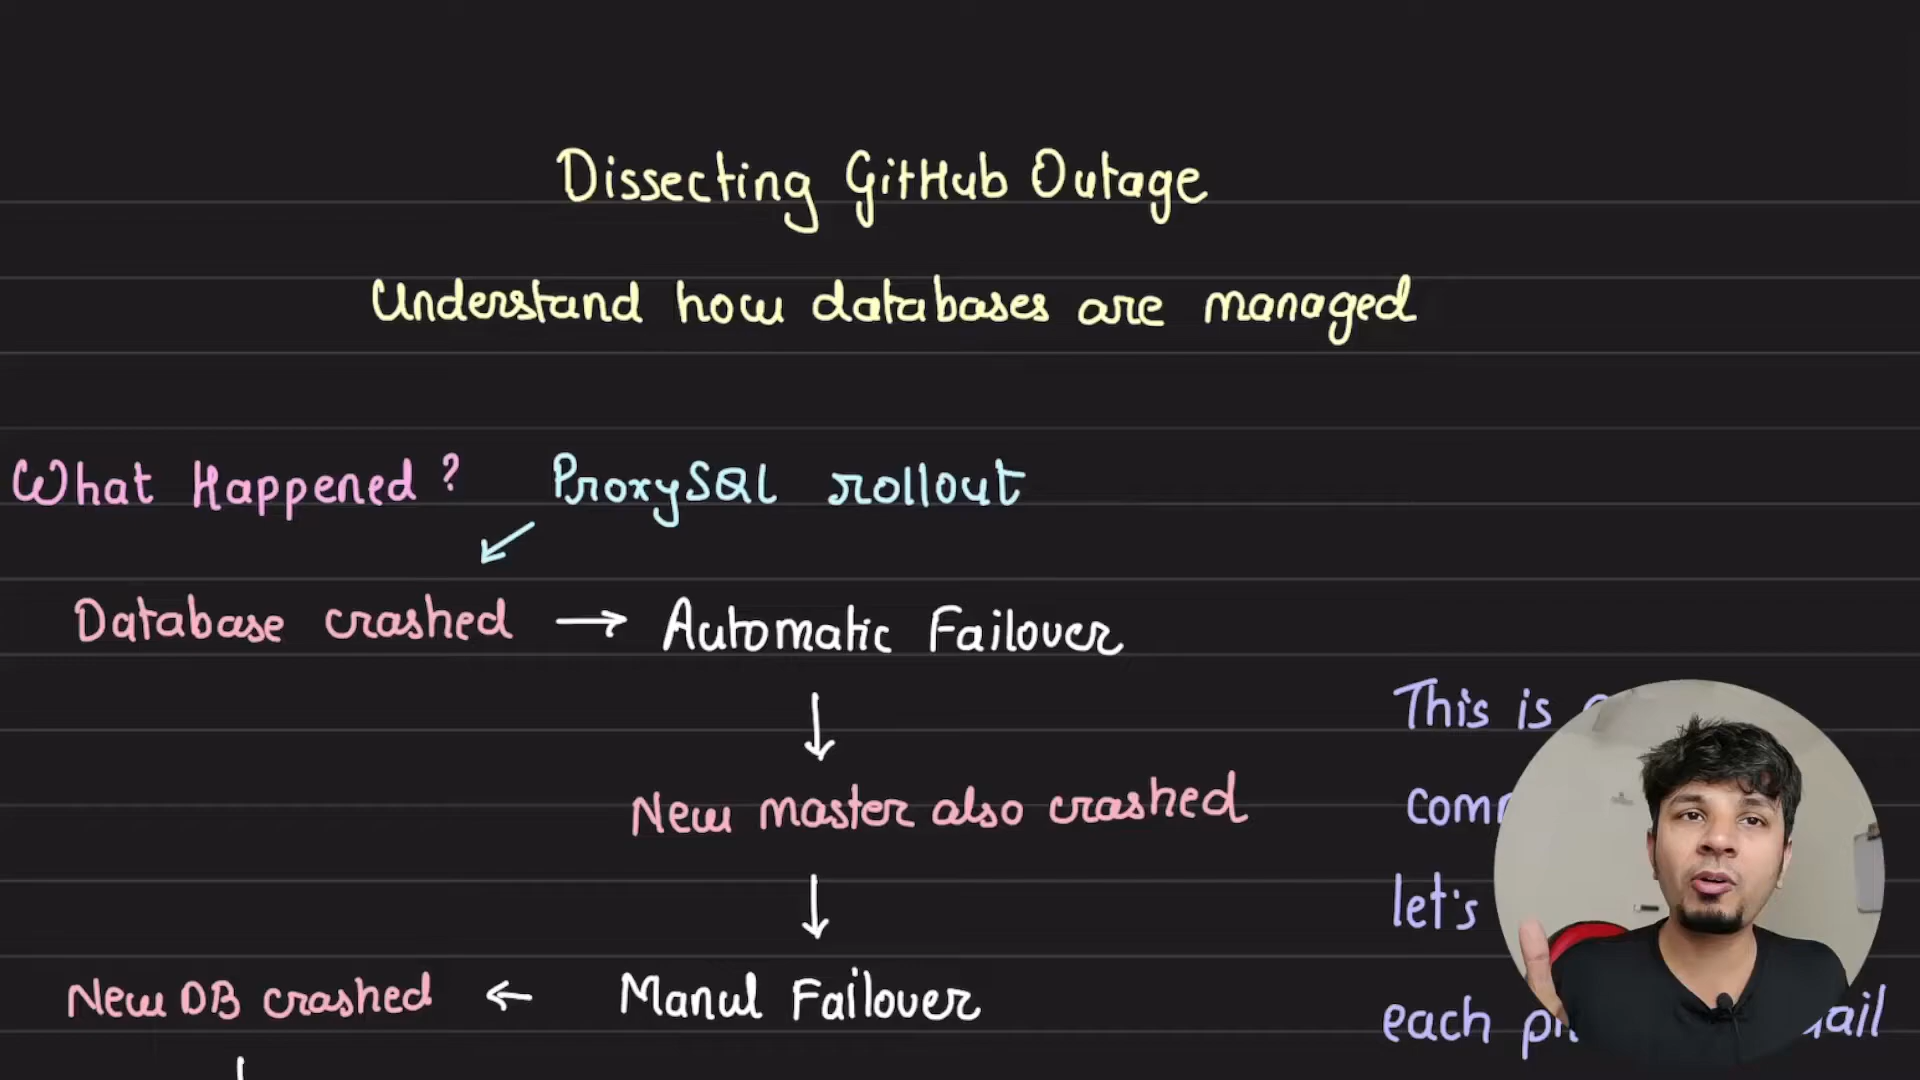 Dissecting GitHub Outage
Understand how databases are managed
What Happened? ProxySQL rollout
Database crashed → Automatic Failover
↓
New master also crashed
↓
New DB crashed ← Manul Failover
This is
let's
each